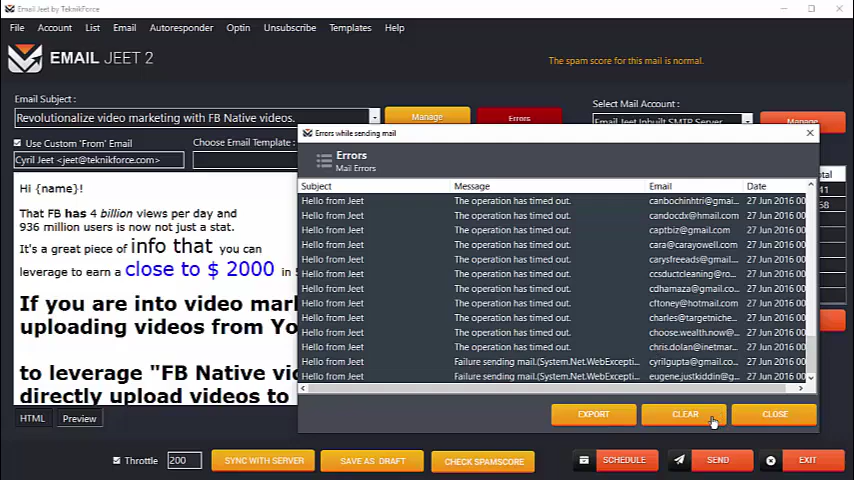 Email Jeet by TeknikForce
File Account List Email Autoresponder Optin Unsubscribe Templates Help
EMAIL JEET 2
The spam score for this mail is normal.
Email Subject :
Revolutionalize video marketing with FB Native videos.
Manage
Errors
Select Mail Account :
Email Jeet Inbuilt SMTP Server
Manage
Use Custom "From" Email
Choose Email Template :
Cyril Jeet <jeet@teknikforce.com>
Errors while sending mail
Errors
Mail Errors
Subject Message Email Date
Hello from Jeet The operation has timed out. canbochinhtri@gmai... 27 Jun 2016 00
Hello from Jeet The operation has timed out. candocdx@hmail.com 27 Jun 2016 00
Hello from Jeet The operation has timed out. captbiz@gmail.com 27 Jun 2016 00
Hello from Jeet The operation has timed out. cara@carayowell.com 27 Jun 2016 00
Hello from Jeet The operation has timed out. carysfreeads@gmail... 27 Jun 2016 00
Hello from Jeet The operation has timed out. ccsductcleaning@ro... 27 Jun 2016 00
Hello from Jeet The operation has timed out. cdhamaza@gmail.co... 27 Jun 2016 00
Hello from Jeet The operation has timed out. cftoney@hotmail.com 27 Jun 2016 00
Hello from Jeet The operation has timed out. charles@targetniche... 27 Jun 2016 00
Hello from Jeet The operation has timed out. choose.wealth.now@... 27 Jun 2016 00
Hello from Jeet The operation has timed out. chris.dolan@inetmar... 27 Jun 2016 00
Hello from Jeet Failure sending mail.(System.Net.WebExcepti... cyrilgupta@gmail.co... 27 Jun 2016 00
Hello from Jeet Failure sending mail.(System.Net.WebExcepti... eugene.justkiddin@g... 27 Jun 2016 00
EXPORT CLEAR CLOSE
otal
41
58
Hi {name}!
That FB has 4 billion views per day and
936 million users is now not just a stat.
It's a great piece of info that you can
leverage to earn a close to $ 2000 in 5
If you are into video mar
uploading videos from Yo
to leverage "FB Native vi
directly upload videos to
HTML Preview
Throttle 200 SYNC WITH SERVER SAVE AS DRAFT CHECK SPAMSCORE SCHEDULE SEND EXIT